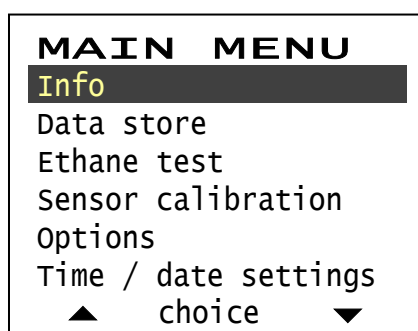 MAIN MENU
Info
Data store
Ethane test
Sensor calibration
Options
Time / date settings
▲ choice ▼